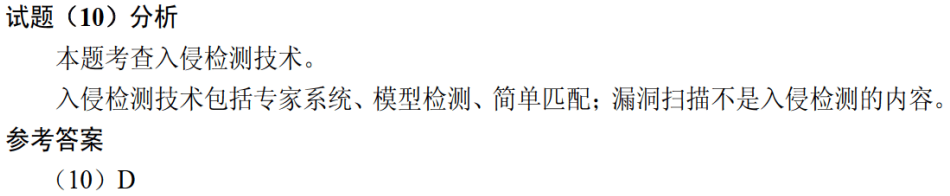 试题（10）分析
本题考查入侵检测技术。
入侵检测技术包括专家系统、模型检测、简单匹配；漏洞扫描不是入侵检测的内容。
参考答案
（10）D